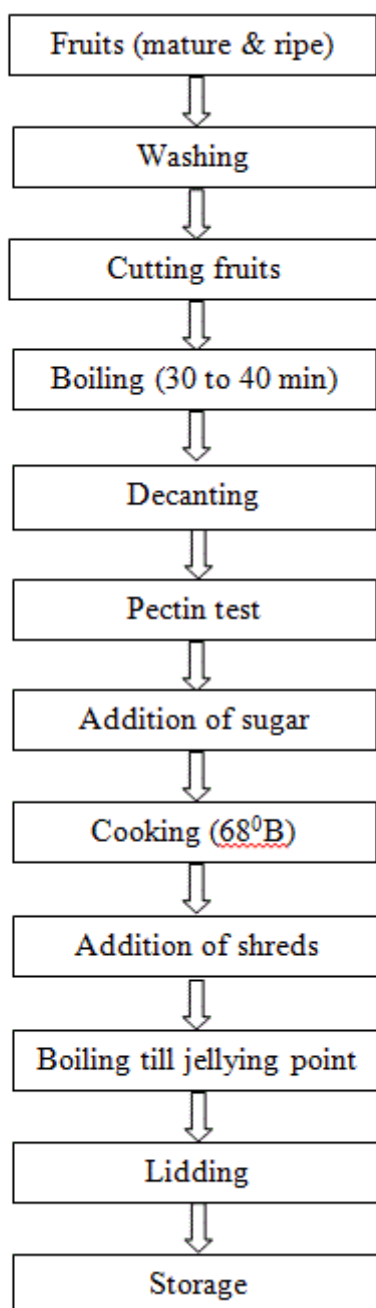 Fruits (mature & ripe)
Washing
Cutting fruits
Boiling (30 to 40 min)
Decanting
Pectin test
Addition of sugar
Cooking (68⁰B)
Addition of shreds
Boiling till jellying point
Lidding
Storage